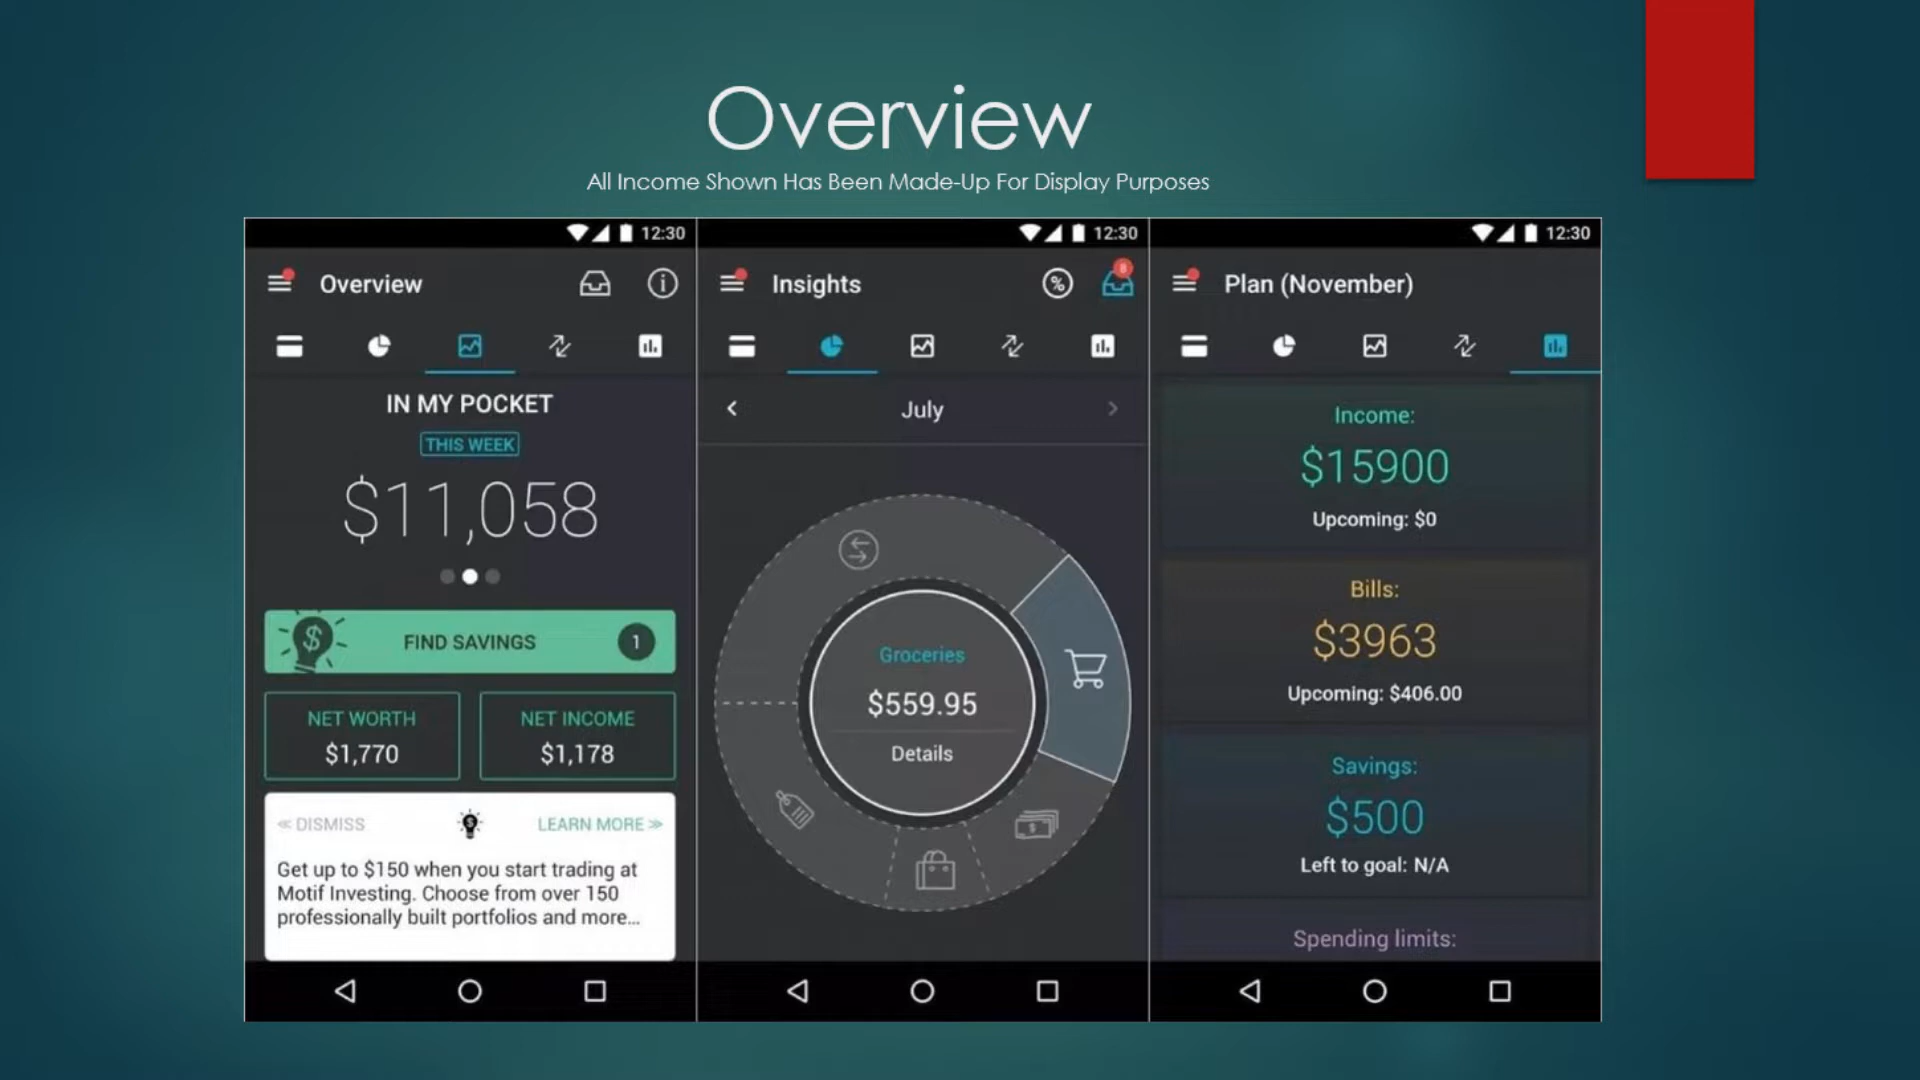 Overview
All Income Shown Has Been Made-Up For Display Purposes
12:30
Overview
IN MY POCKET
THIS WEEK
$11,058
$
FIND SAVINGS
1
NET WORTH
$1,770
NET INCOME
$1,178
≪ DISMISS
$
LEARN MORE ≫
Get up to $150 when you start trading at
Motif Investing. Choose from over 150
professionally built portfolios and more...
12:30
Insights
%
8
July
Groceries
$559.95
Details
$
12:30
Plan (November)
Income:
$15900
Upcoming: $0
Bills:
$3963
Upcoming: $406.00
Savings:
$500
Left to goal: N/A
Spending limits: